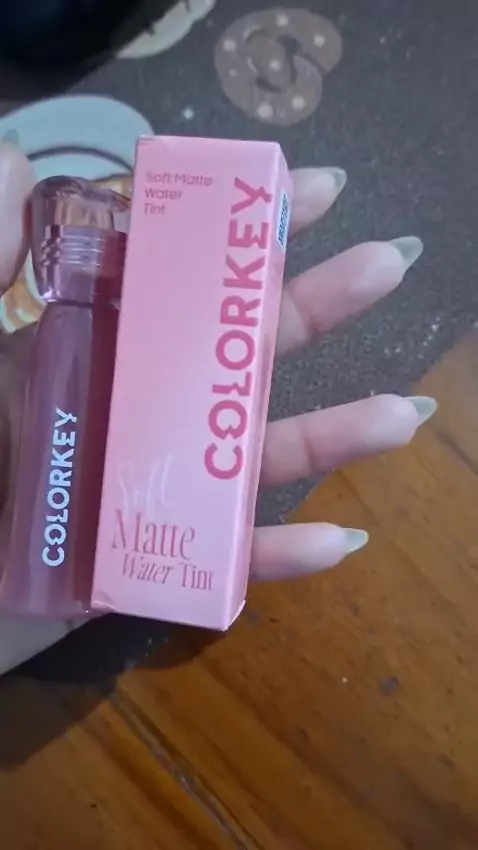 Soft Matte
Water
Tint
COLORKEY
Soft
Matte
Water Tint
COLORKEY